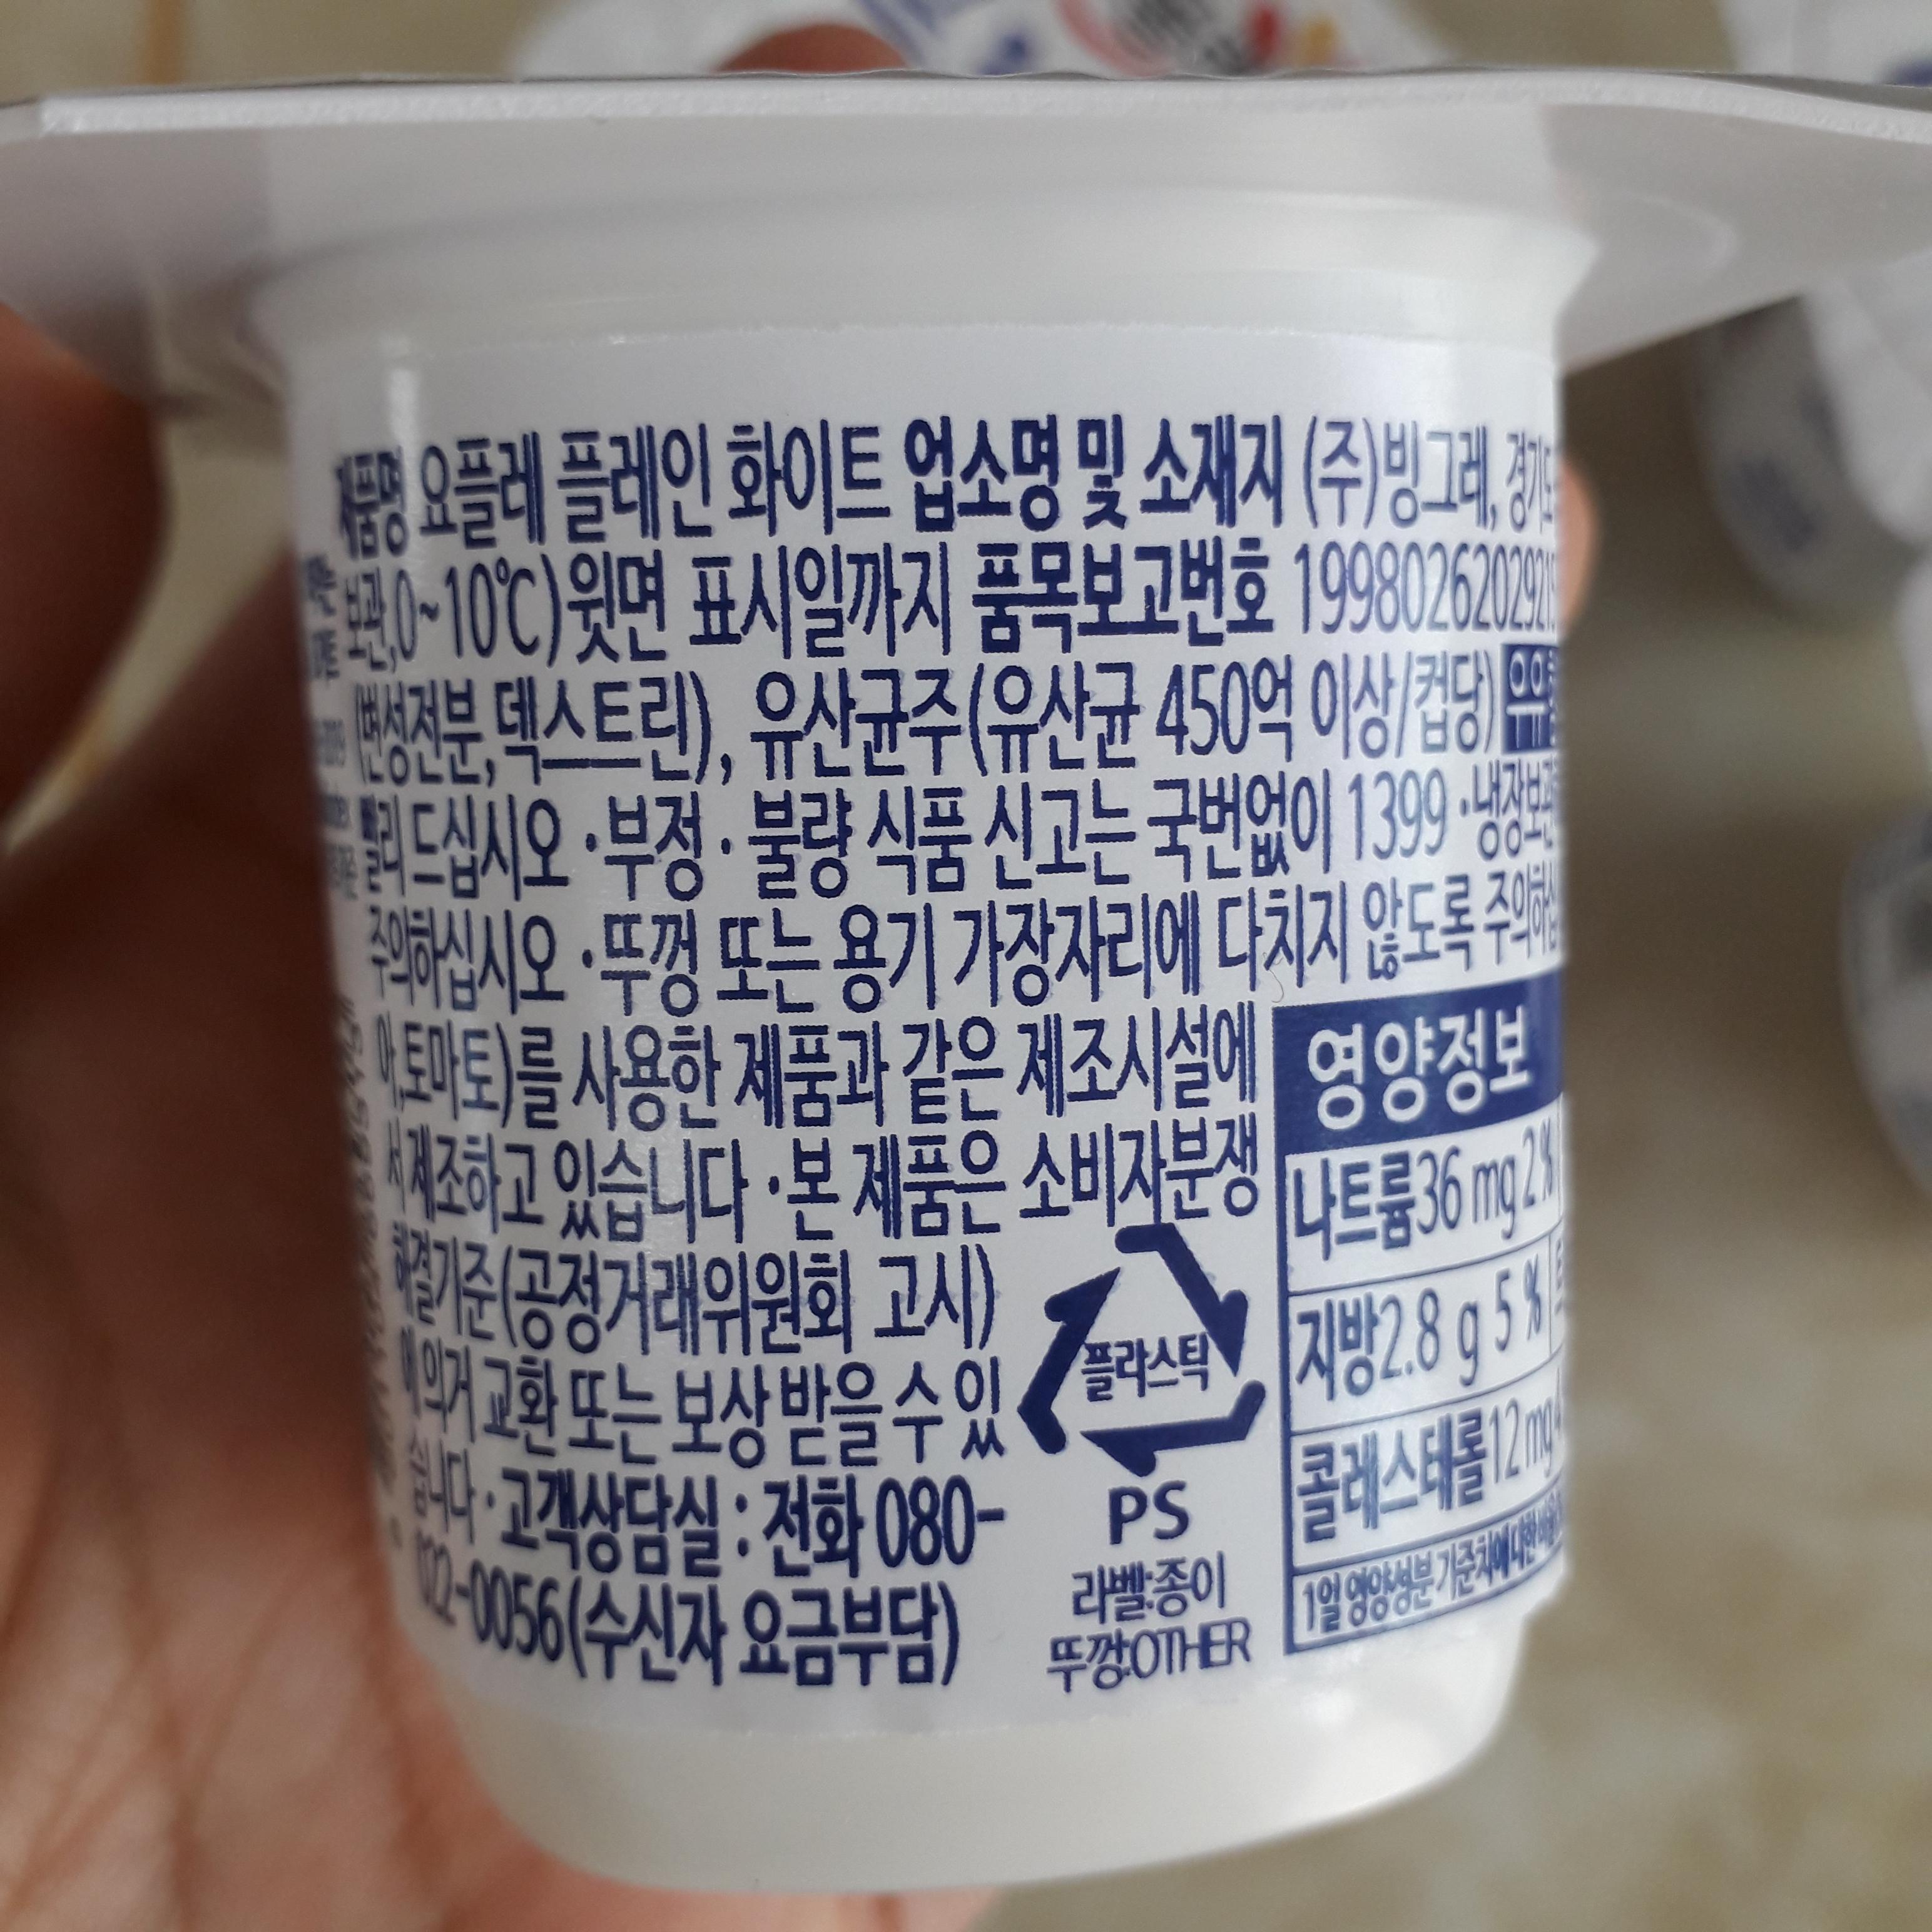 제품명 요플레 플레인 화이트 업소명 및 소재지 (주)빙그레, 경기도
보관,0~10℃)윗면 표시일까지 품목보고번호 1998026202921
(변성전분,덱스트린), 유산균주(유산균 450억 이상/컵당) 우유
빨리 드십시오 ·부정·불량 식품 신고는 국번없이 1399 ·냉장보관
주의하십시오 ·뚜껑 또는 용기 가장자리에 다치지 않도록 주의하십
아,토마토)를 사용한 제품과 같은 제조시설에
서 제조하고 있습니다 ·본 제품은 소비자분쟁
해결기준(공정거래위원회 고시)
에 의거 교환 또는 보상 받을 수 있
습니다 ·고객상담실 : 전화 080-
022-0056(수신자 요금부담)
플라스틱
PS
라벨:종이
뚜껑:OTHER
영양정보
나트륨36 mg 2 %
지방2.8 g 5 %
콜레스테롤12 mg
1일 영양성분 기준치에 대한